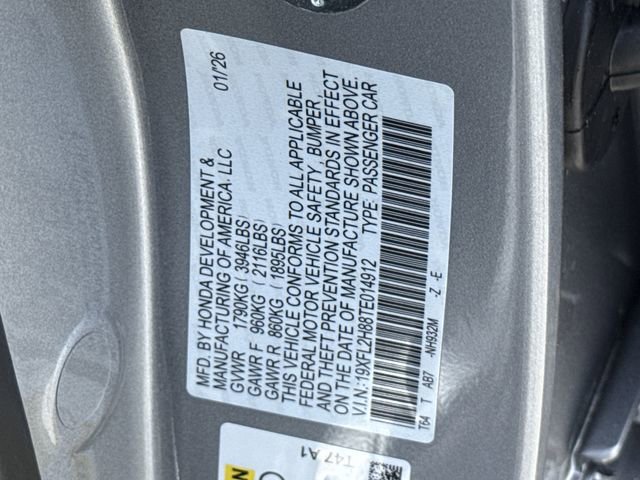 MFD. BY HONDA DEVELOPMENT & 01/'26
MANUFACTURING OF AMERICA, LLC
GVWR 1790KG(3946LBS)
GAWR F 960KG (2116LBS)
GAWR R 860KG (1895LBS)
THIS VEHICLE CONFORMS TO ALL APPLICABLE
FEDERAL MOTOR VEHICLE SAFETY, BUMPER,
AND THEFT PREVENTION STANDARDS IN EFFECT
ON THE DATE OF MANUFACTURE SHOWN ABOVE.
V.I.N:19XFL2H88TE014912 TYPE: PASSENGER CAR
T64 T AB7 -NH932M -Z -E
T47 A1